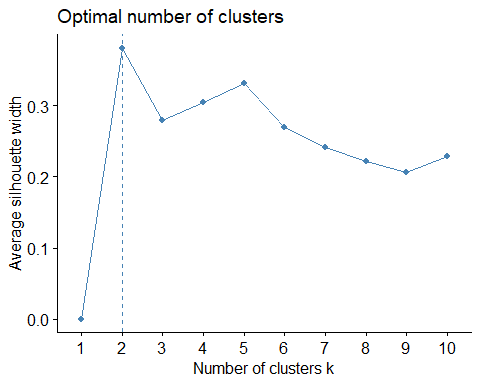 Optimal number of clusters
Average silhouette width
0.3
0.2
0.1
0.0
1 2 3 4 5 6 7 8 9 10
Number of clusters k